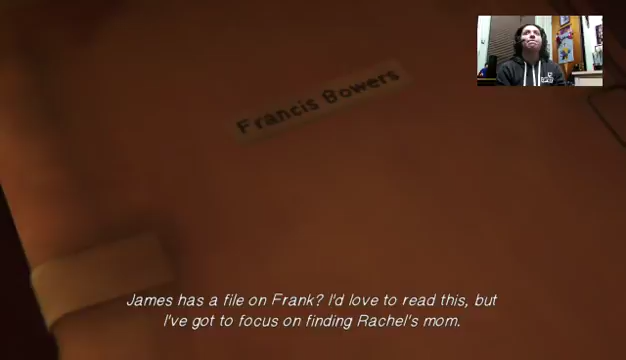 Francis Bowers
James has a file on Frank? I'd love to read this, but
I've got to focus on finding Rachel's mom.